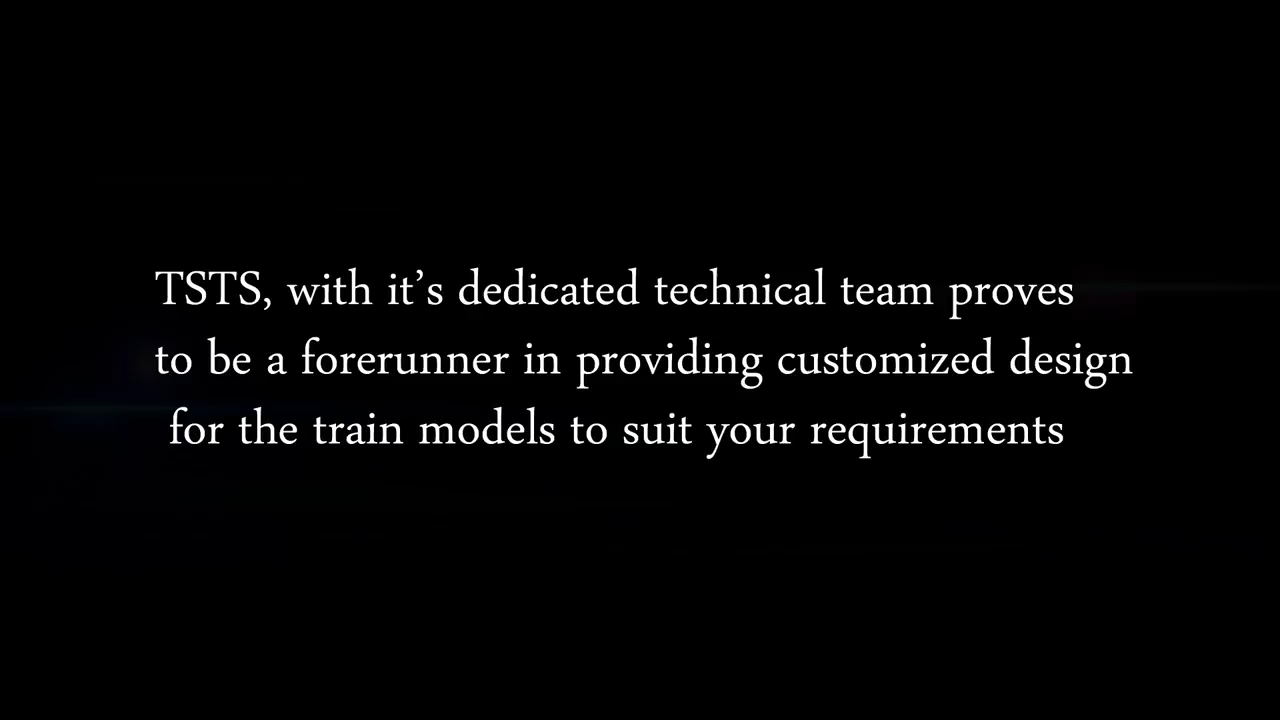 TSTS, with it’s dedicated technical team proves
to be a forerunner in providing customized design
for the train models to suit your requirements